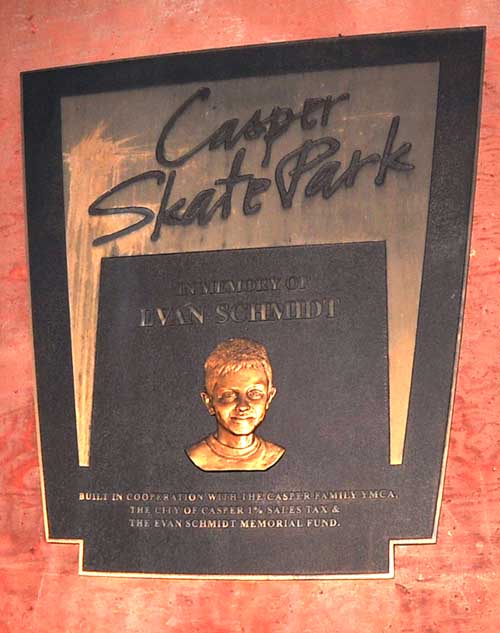 Casper
Skate Park
IN MEMORY OF
EVAN SCHMIDT
BUILT IN COOPERATION WITH THE CASPER FAMILY YMCA,
THE CITY OF CASPER 1% SALES TAX &
THE EVAN SCHMIDT MEMORIAL FUND.